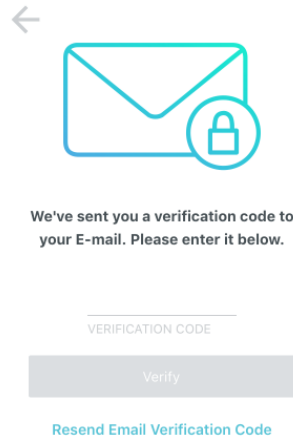 We've sent you a verification code to
your E-mail. Please enter it below.
VERIFICATION CODE
Verify
Resend Email Verification Code